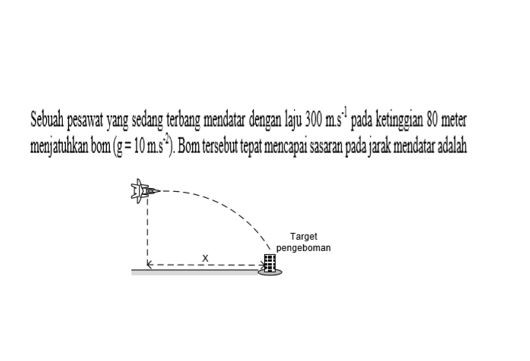 Sebuah pesawat yang sedang terbang mendatar dengan laju 300 m.s⁻¹ pada ketinggian 80 meter
menjatuhkan bom (g = 10 m.s⁻²). Bom tersebut tepat mencapai sasaran pada jarak mendatar adalah
Target
pengeboman
X